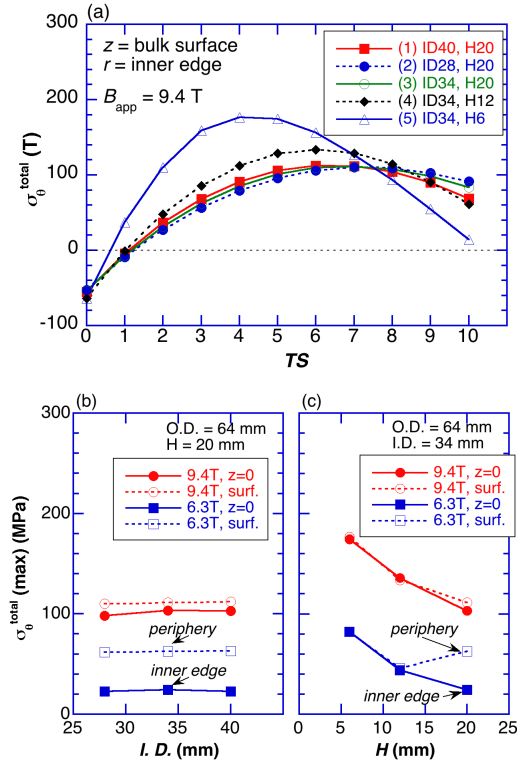 (a)
z = bulk surface
r = inner edge
B_app = 9.4 T
(1) ID40, H20
(2) ID28, H20
(3) ID34, H20
(4) ID34, H12
(5) ID34, H6
σ_θ^total (T)
300
200
100
0
-100
0 1 2 3 4 5 6 7 8 9 10
TS
(b)
O.D. = 64 mm
H = 20 mm
9.4T, z=0
9.4T, surf.
6.3T, z=0
6.3T, surf.
periphery
inner edge
σ_θ^total (max) (MPa)
300
200
100
0
25 30 35 40 45
I. D. (mm)
(c)
O.D. = 64 mm
I.D. = 34 mm
9.4T, z=0
9.4T, surf.
6.3T, z=0
6.3T, surf.
periphery
inner edge
0 5 10 15 20 25
H (mm)